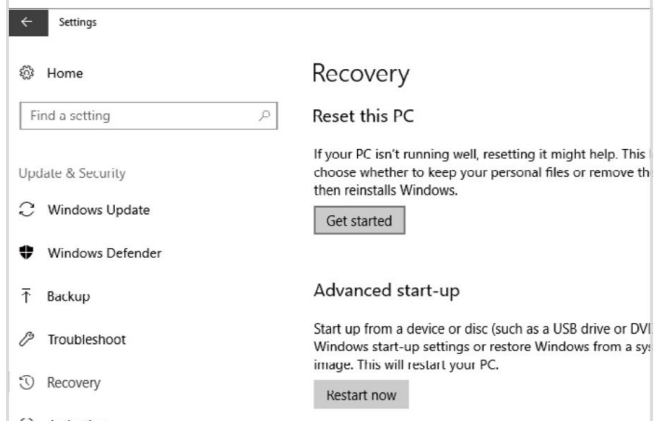 Settings
Home
Find a setting
Update & Security
Windows Update
Windows Defender
Backup
Troubleshoot
Recovery
Recovery
Reset this PC
If your PC isn't running well, resetting it might help. This
choose whether to keep your personal files or remove th
then reinstalls Windows.
Get started
Advanced start-up
Start up from a device or disc (such as a USB drive or DVD
Windows start-up settings or restore Windows from a sys
image. This will restart your PC.
Restart now